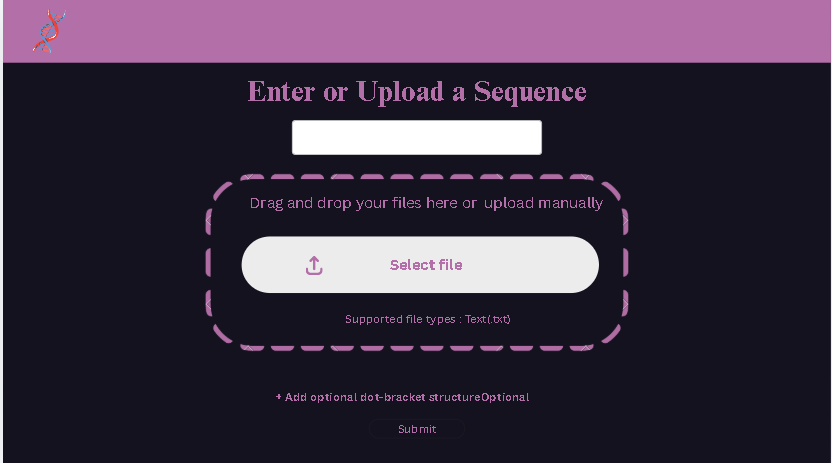 Enter or Upload a Sequence
Drag and drop your files here or upload manually
Select file
Supported file types : Text(.txt)
+ Add optional dot-bracket structureOptional
Submit